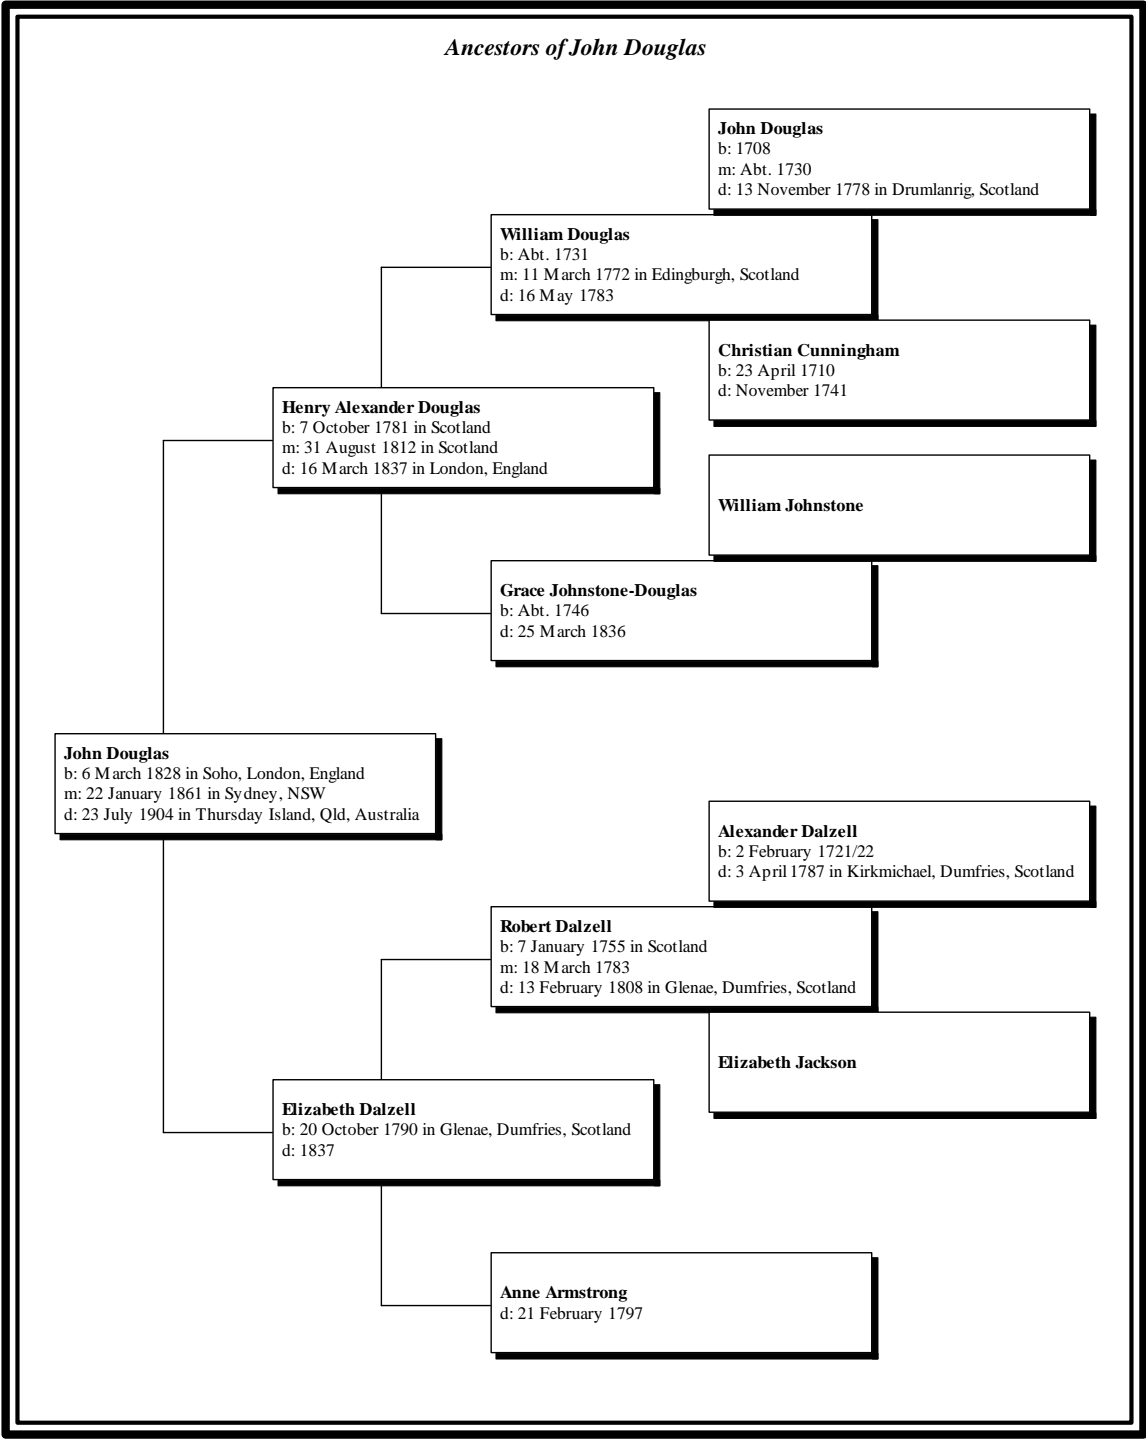 Ancestors of John Douglas
John Douglas
b: 1708
m: Abt. 1730
d: 13 November 1778 in Drumlanrig, Scotland
William Douglas
b: Abt. 1731
m: 11 March 1772 in Edingburgh, Scotland
d: 16 May 1783
Christian Cunningham
b: 23 April 1710
d: November 1741
Henry Alexander Douglas
b: 7 October 1781 in Scotland
m: 31 August 1812 in Scotland
d: 16 March 1837 in London, England
William Johnstone
Grace Johnstone-Douglas
b: Abt. 1746
d: 25 March 1836
John Douglas
b: 6 March 1828 in Soho, London, England
m: 22 January 1861 in Sydney, NSW
d: 23 July 1904 in Thursday Island, Qld, Australia
Alexander Dalzell
b: 2 February 1721/22
d: 3 April 1787 in Kirkmichael, Dumfries, Scotland
Robert Dalzell
b: 7 January 1755 in Scotland
m: 18 March 1783
d: 13 February 1808 in Glenae, Dumfries, Scotland
Elizabeth Jackson
Elizabeth Dalzell
b: 20 October 1790 in Glenae, Dumfries, Scotland
d: 1837
Anne Armstrong
d: 21 February 1797